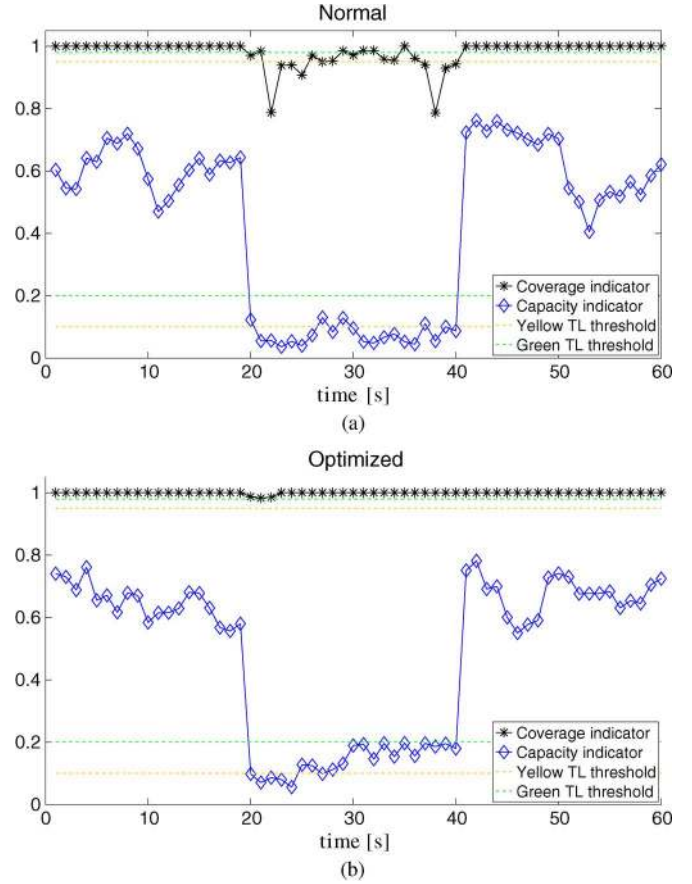 Normal
1
0.8
0.6
0.4
0.2
0
Coverage indicator
Capacity indicator
Yellow TL threshold
Green TL threshold
0 10 20 30 40 50 60
time [s]
(a)
Optimized
1
0.8
0.6
0.4
0.2
0
Coverage indicator
Capacity indicator
Yellow TL threshold
Green TL threshold
0 10 20 30 40 50 60
time [s]
(b)